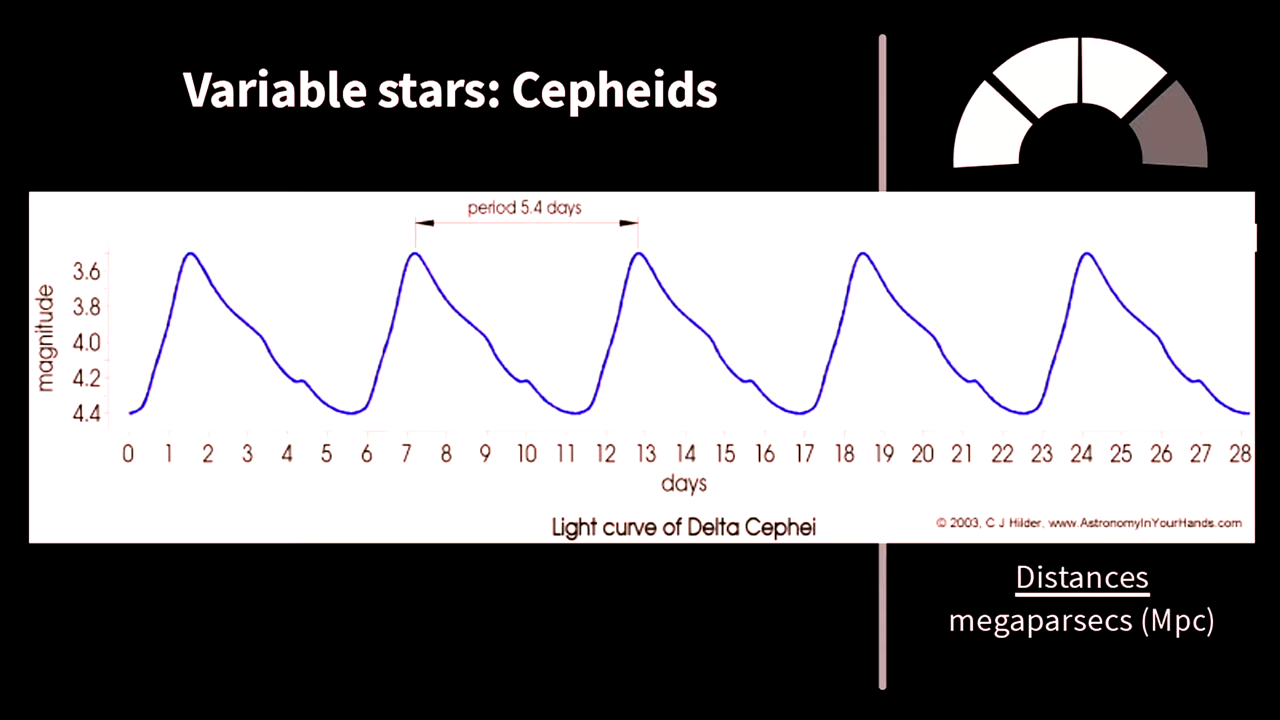 Variable stars: Cepheids
period 5.4 days
magnitude
3.6
3.8
4.0
4.2
4.4
0 1 2 3 4 5 6 7 8 9 10 11 12 13 14 15 16 17 18 19 20 21 22 23 24 25 26 27 28
days
Light curve of Delta Cephei
© 2003, C J Hilder, www.AstronomyInYourHands.com
Distances
megaparsecs (Mpc)